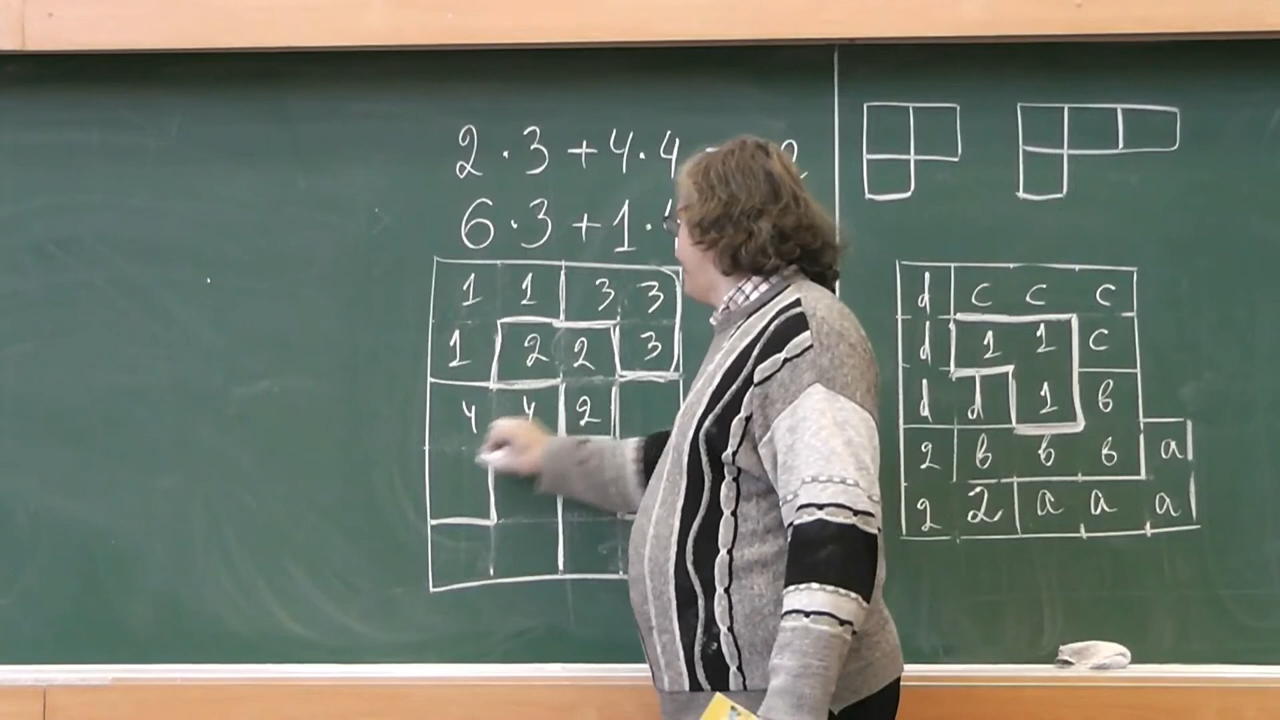 2·3+4·4
2
6·3+1·
1 1 3 3
1 2 2 3
4 4 2
d c c c
d 1 1 c
d d 1 в
2 в в в a
2 2 a a a